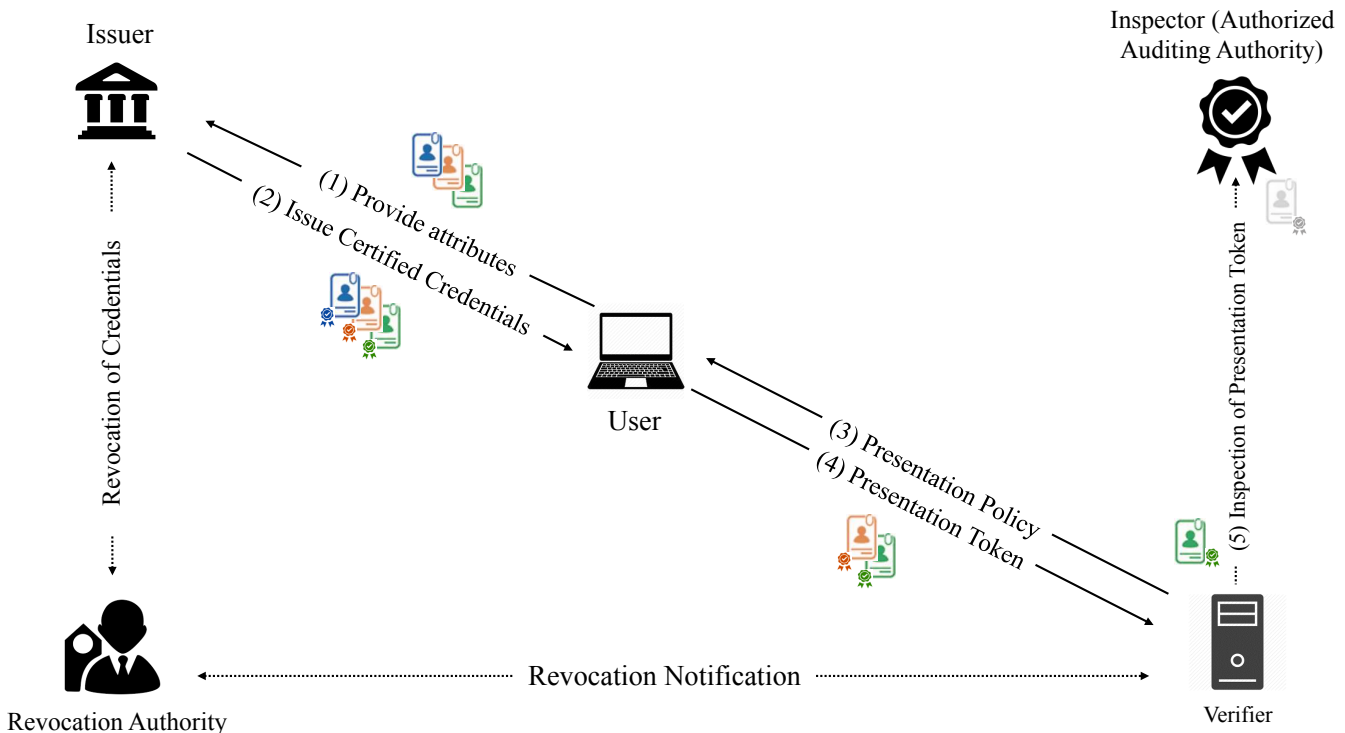 Issuer
Inspector (Authorized
Auditing Authority)
(1) Provide attributes
(2) Issue Certified Credentials
Revocation of Credentials
User
(3) Presentation Policy
(4) Presentation Token
(5) Inspection of Presentation Token
Revocation Notification
Revocation Authority
Verifier